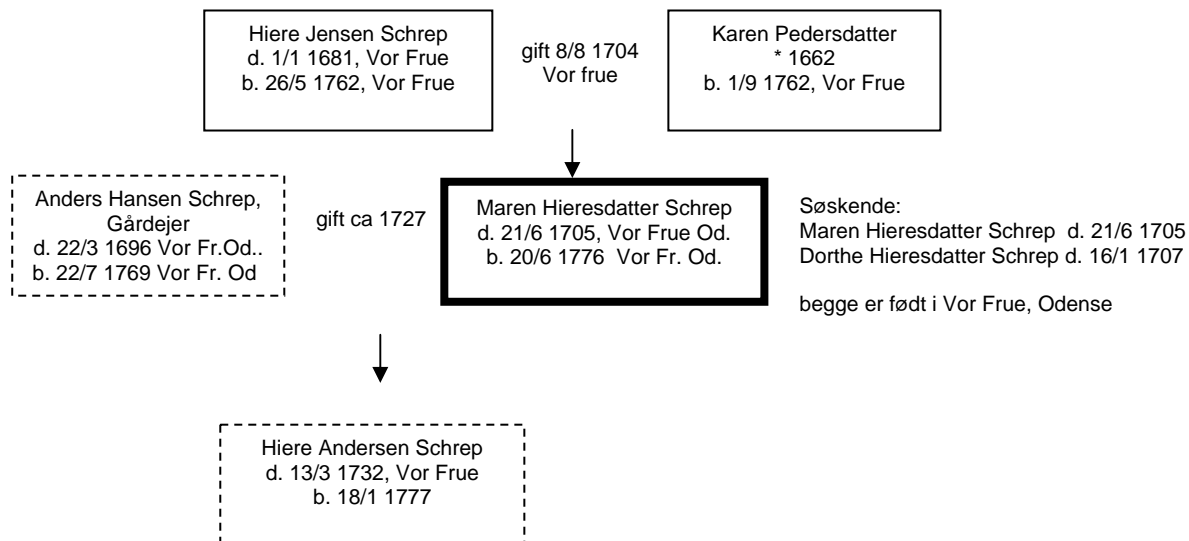 Hiere Jensen Schrep
d. 1/1 1681, Vor Frue
b. 26/5 1762, Vor Frue
gift 8/8 1704
Vor frue
Karen Pedersdatter
* 1662
b. 1/9 1762, Vor Frue
Anders Hansen Schrep,
Gårdejer
d. 22/3 1696 Vor Fr.Od..
b. 22/7 1769 Vor Fr. Od
gift ca 1727
Maren Hieresdatter Schrep
d. 21/6 1705, Vor Frue Od.
b. 20/6 1776 Vor Fr. Od.
Søskende:
Maren Hieresdatter Schrep d. 21/6 1705
Dorthe Hieresdatter Schrep d. 16/1 1707
begge er født i Vor Frue, Odense
Hiere Andersen Schrep
d. 13/3 1732, Vor Frue
b. 18/1 1777